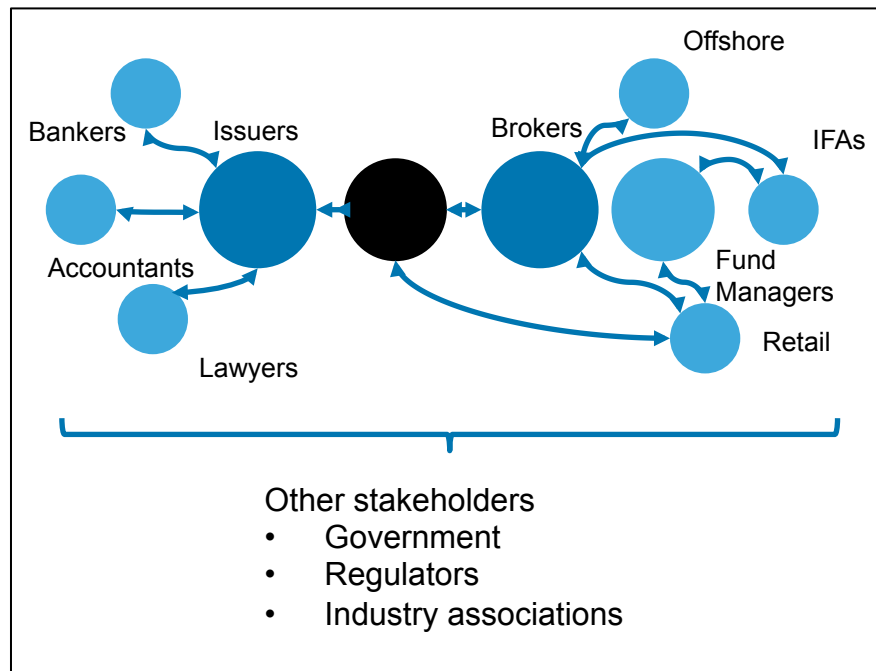 Offshore
Bankers
Issuers
Brokers
IFAs
Accountants
Fund
Managers
Lawyers
Retail
Other stakeholders
• Government
• Regulators
• Industry associations